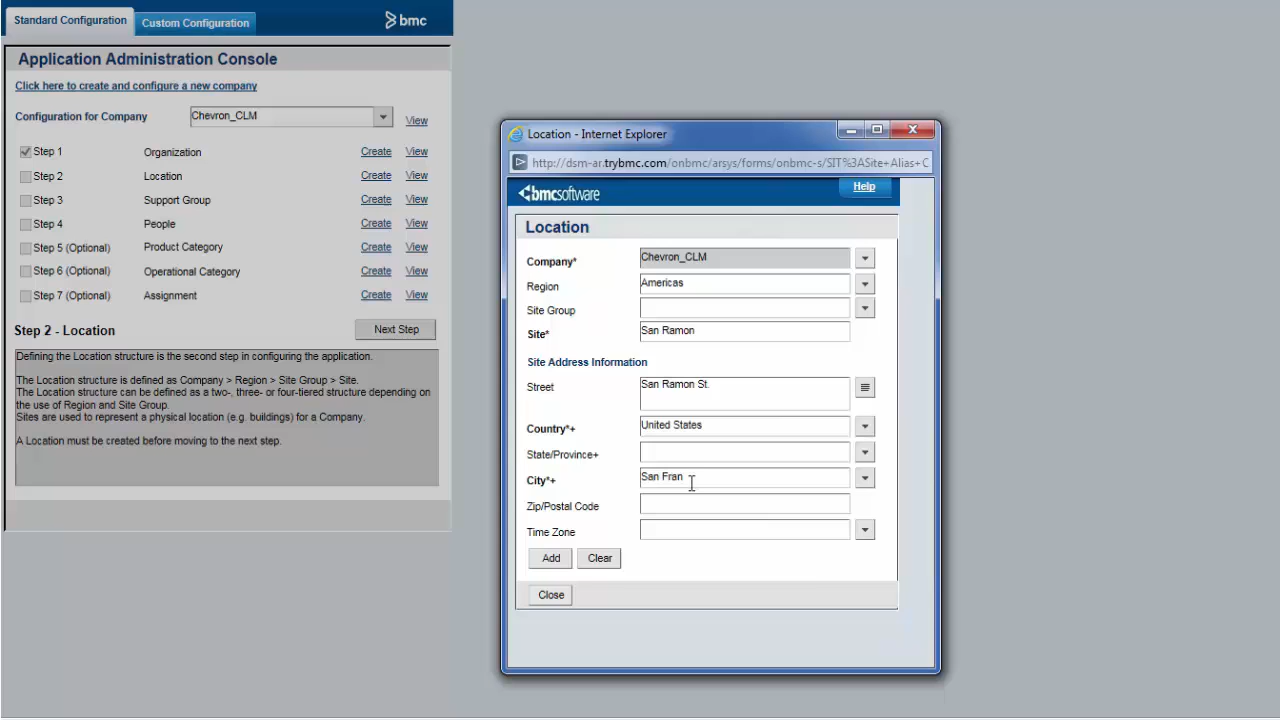 Standard Configuration
Custom Configuration
bmc
Application Administration Console
Click here to create and configure a new company
Configuration for Company
Chevron_CLM
View
Step 1 Organization Create View
Step 2 Location Create View
Step 3 Support Group Create View
Step 4 People Create View
Step 5 (Optional) Product Category Create View
Step 6 (Optional) Operational Category Create View
Step 7 (Optional) Assignment Create View
Step 2 - Location
Next Step
Defining the Location structure is the second step in configuring the application.
The Location structure is defined as Company > Region > Site Group > Site.
The Location structure can be defined as a two-, three- or four-tiered structure depending on
the use of Region and Site Group.
Sites are used to represent a physical location (e.g. buildings) for a Company.
A Location must be created before moving to the next step.
Location - Internet Explorer
http://dsm-ar.trybmc.com/onbmc/arsys/forms/onbmc-s/SIT%3ASite+Alias+C
bmcsoftware
Help
Location
Company* Chevron_CLM
Region Americas
Site Group
Site* San Ramon
Site Address Information
Street San Ramon St.
Country*+ United States
State/Province+
City*+ San Fran
Zip/Postal Code
Time Zone
Add Clear
Close